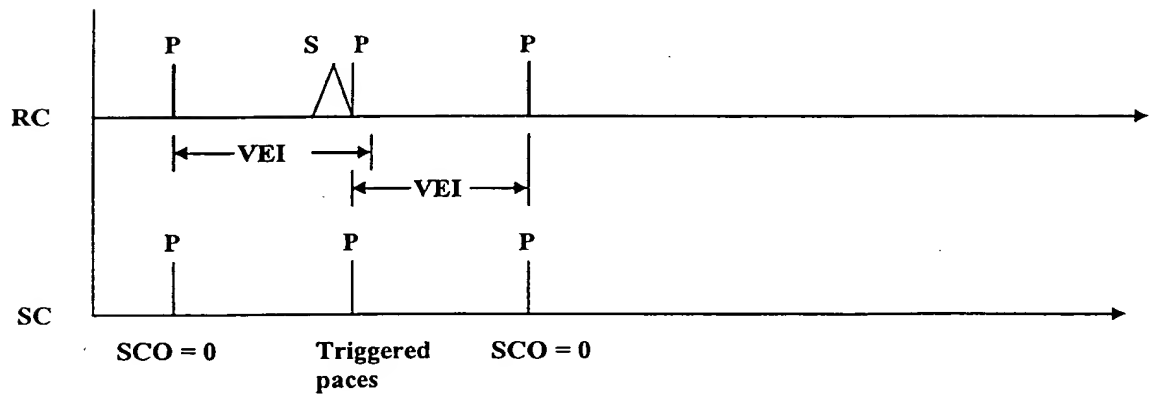 P S P P
RC
VEI
VEI
P P P
SC
SCO = 0 Triggered SCO = 0
paces